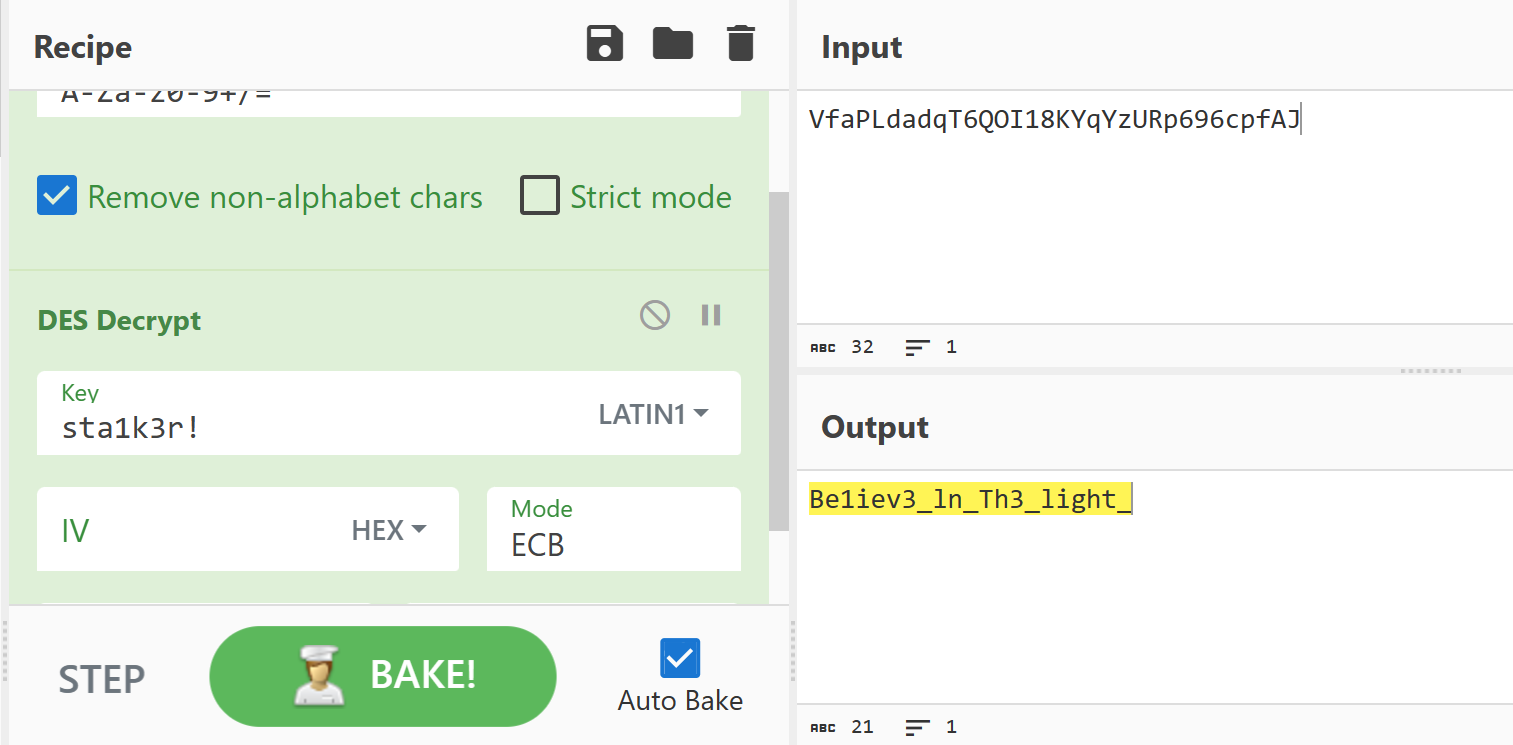 Recipe
A-Za-z0-9+/=
Remove non-alphabet chars
Strict mode
DES Decrypt
Key
sta1k3r!
LATIN1
IV
HEX
Mode
ECB
STEP
BAKE!
Auto Bake
Input
VfaPLdadqT6QOI18KYqYzURp696cpfAJ
ABC 32 1
Output
Be1iev3_ln_Th3_light_
ABC 21 1